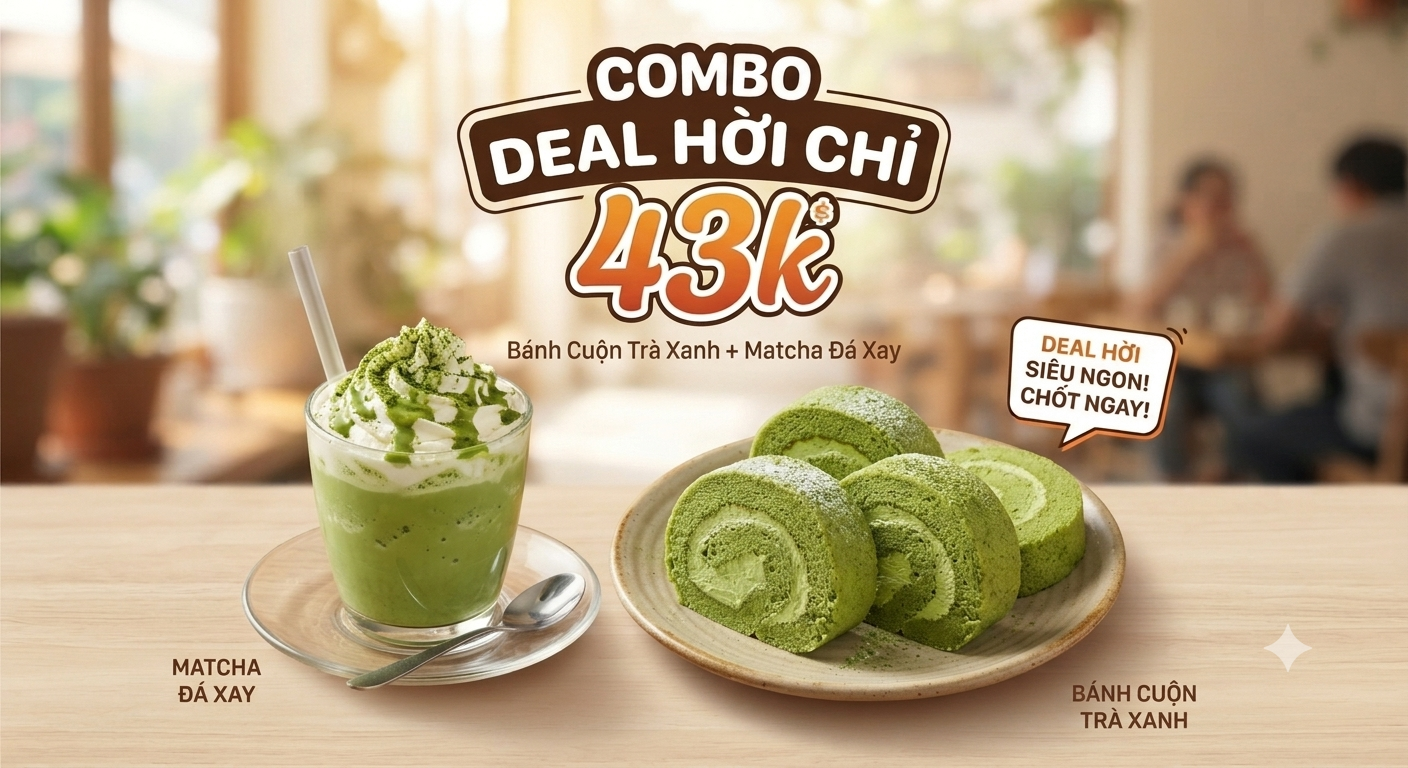 COMBO
DEAL HỜI CHỈ
43k$
Bánh Cuộn Trà Xanh + Matcha Đá Xay
DEAL HỜI
SIÊU NGON!
CHỐT NGAY!
MATCHA
ĐÁ XAY
BÁNH CUỘN
TRÀ XANH